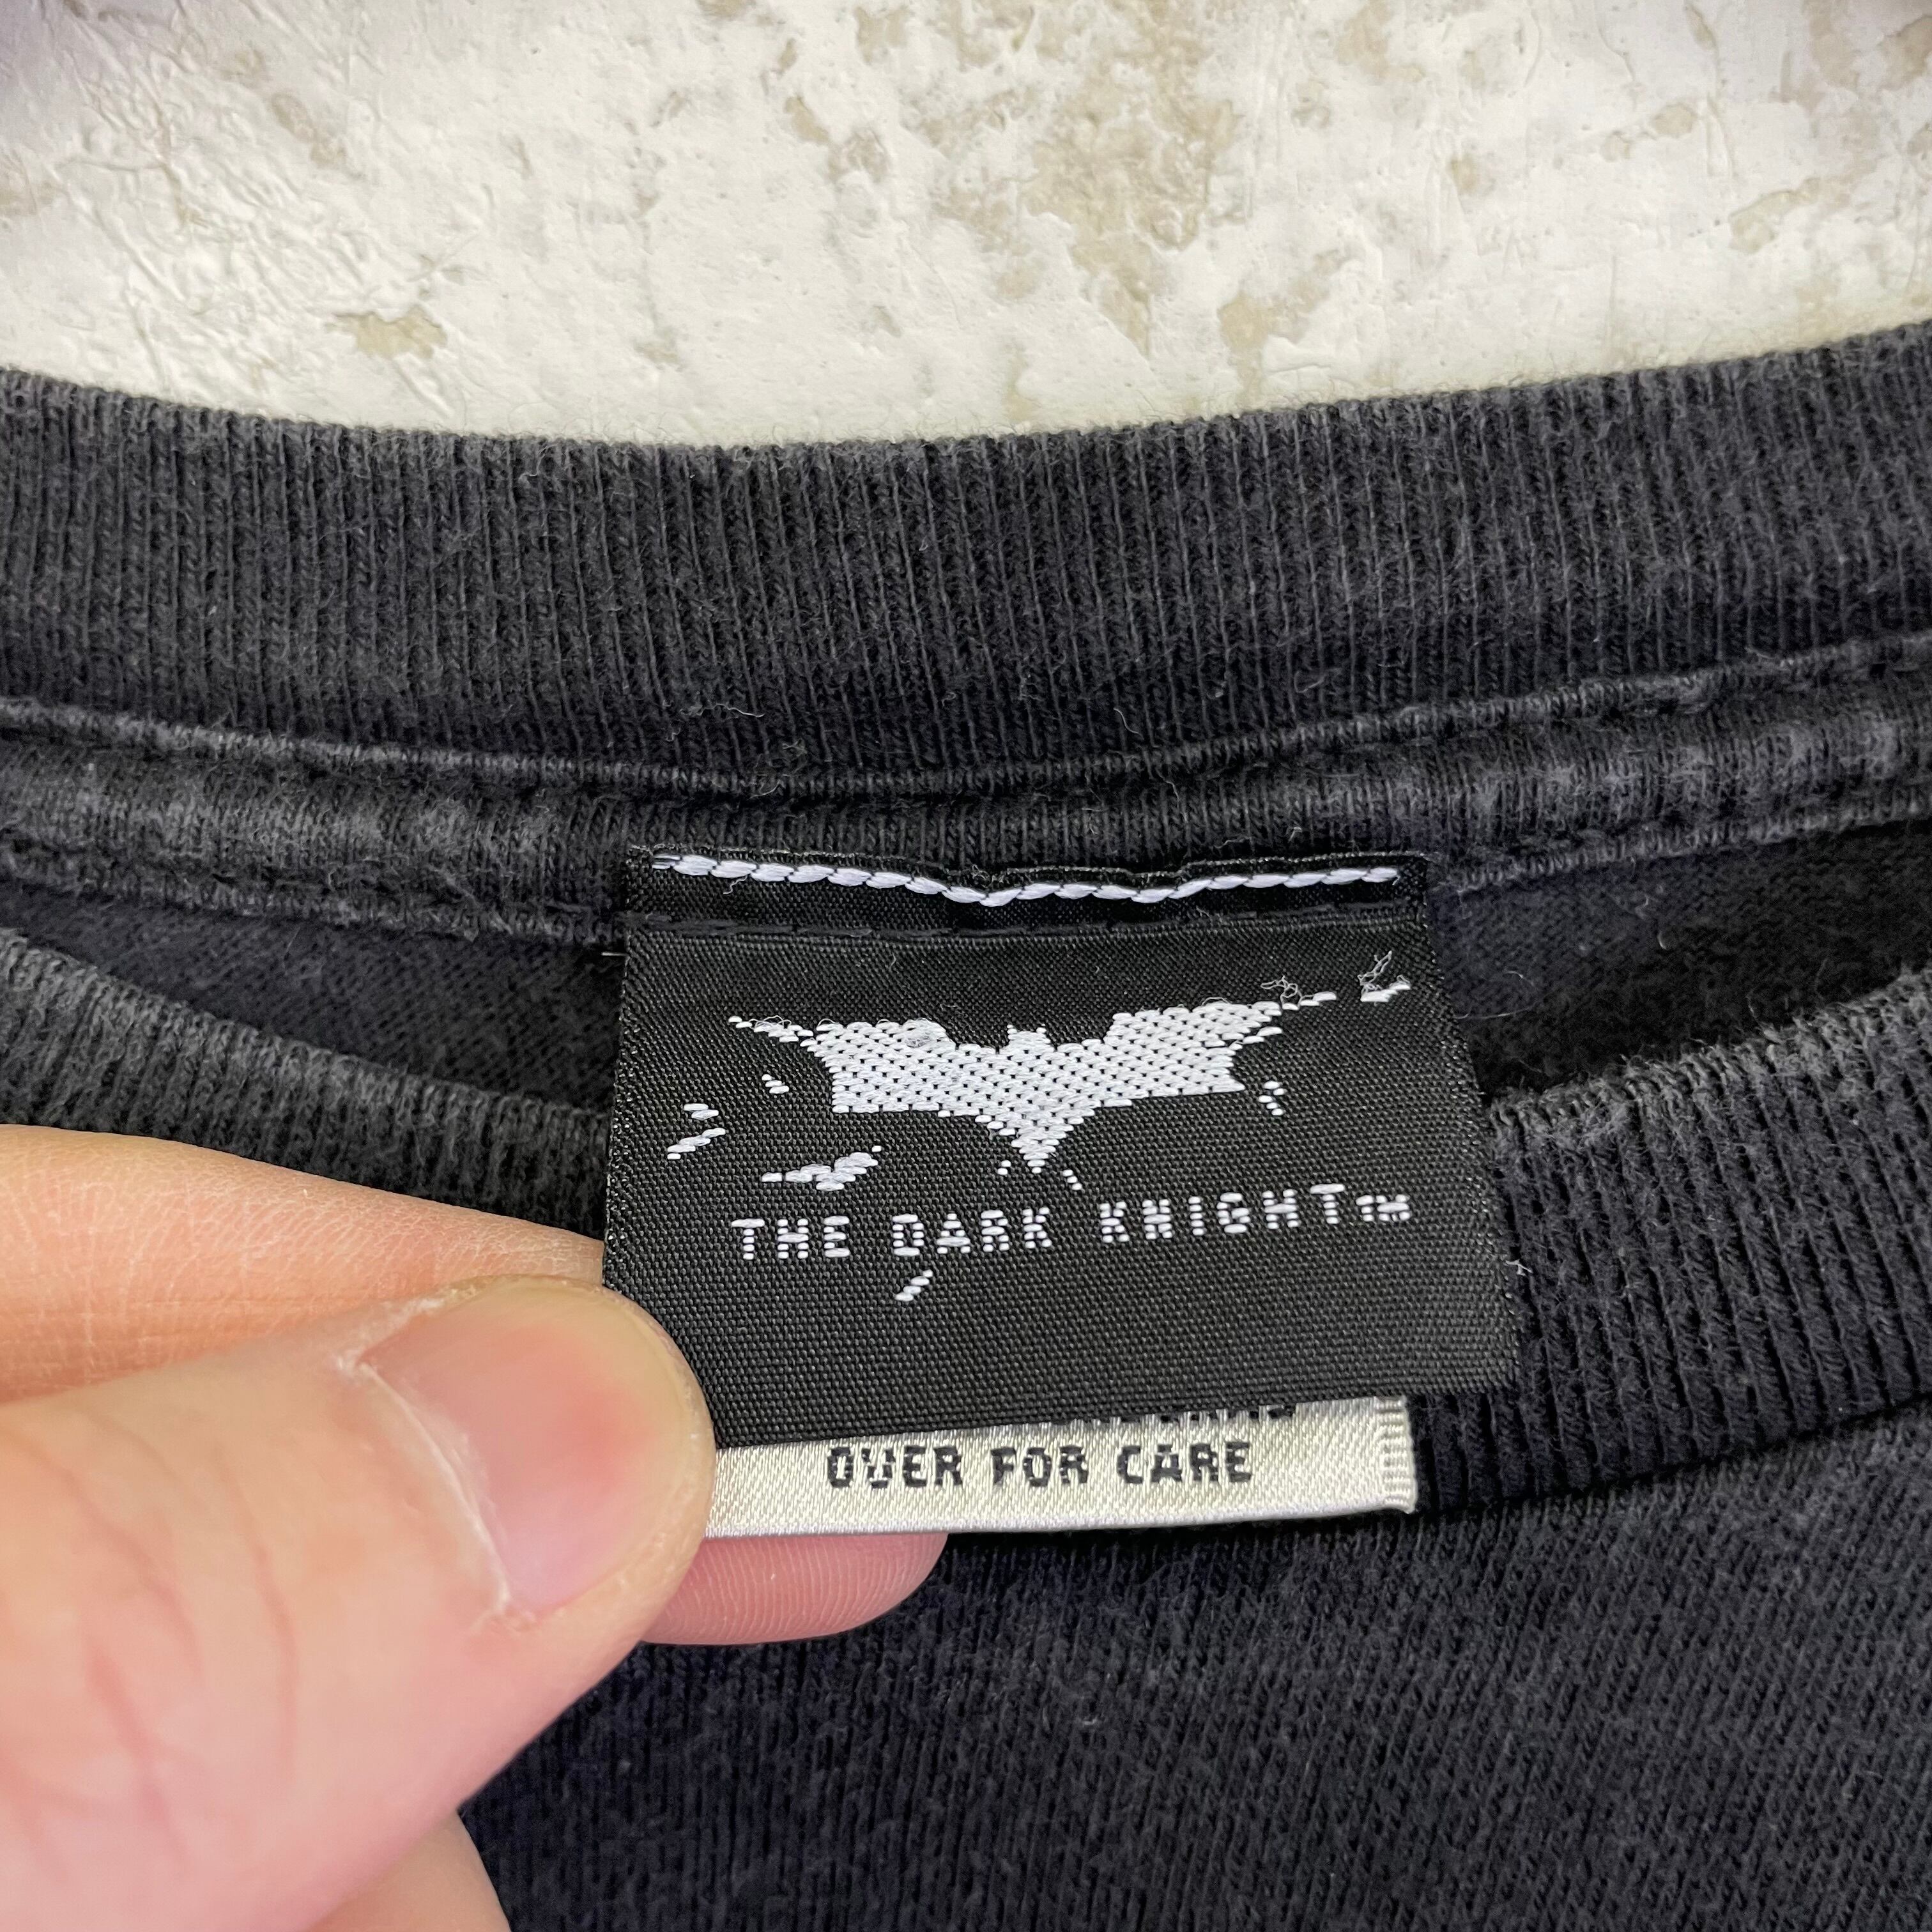 THE DARK KNIGHT™
OVER FOR CARE